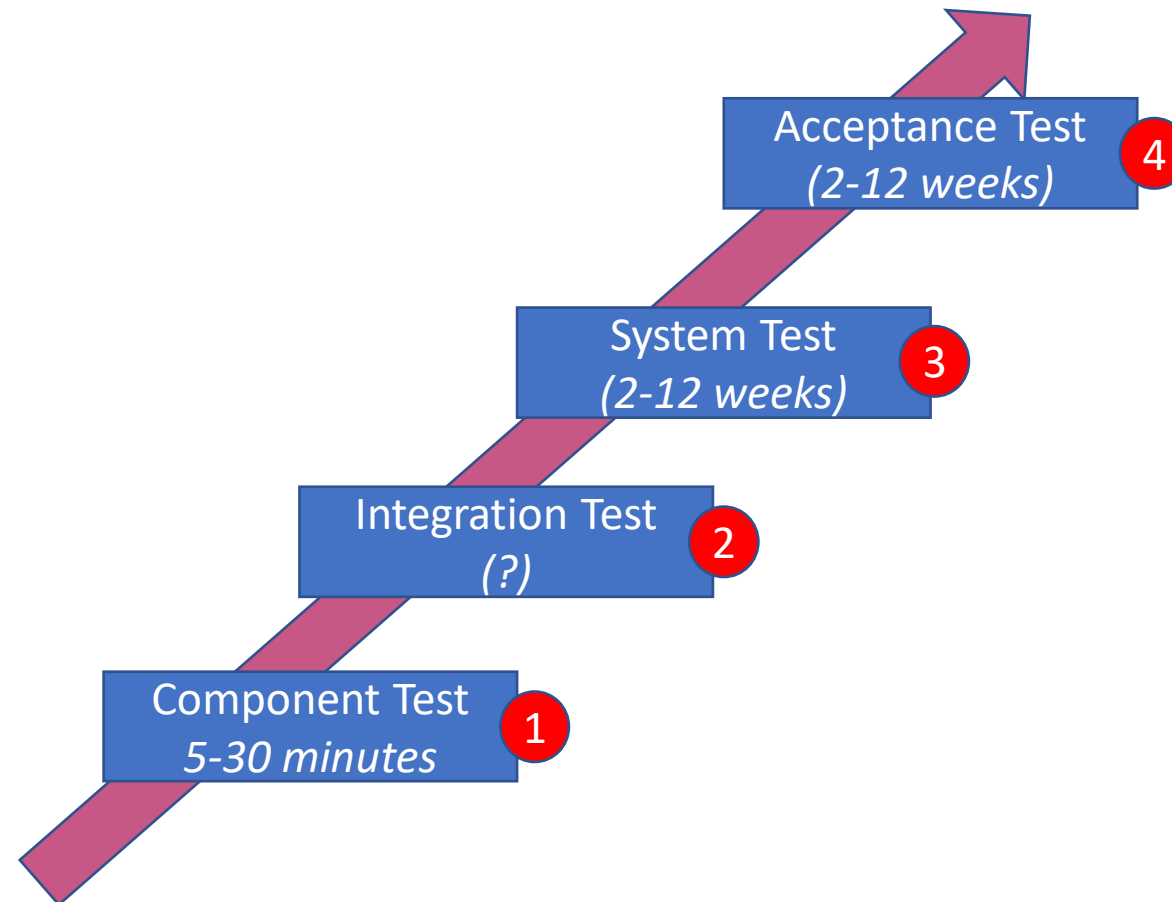 Acceptance Test
(2-12 weeks)
4
System Test
(2-12 weeks)
3
Integration Test
(?)
2
Component Test
5-30 minutes
1